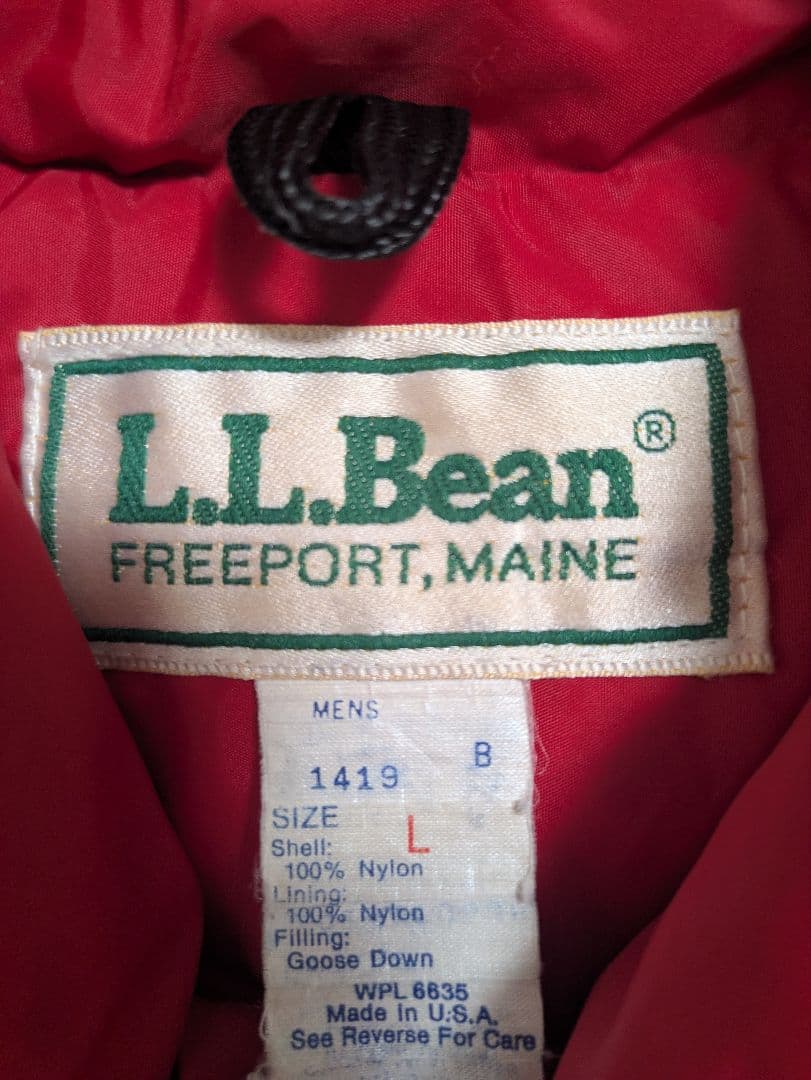 L.L.Bean®
FREEPORT, MAINE
MENS
B
1419
SIZE
L
Shell:
100% Nylon
Lining:
100% Nylon
Filling:
Goose Down
WPL 6635
Made In U.S.A.
See Reverse For Care